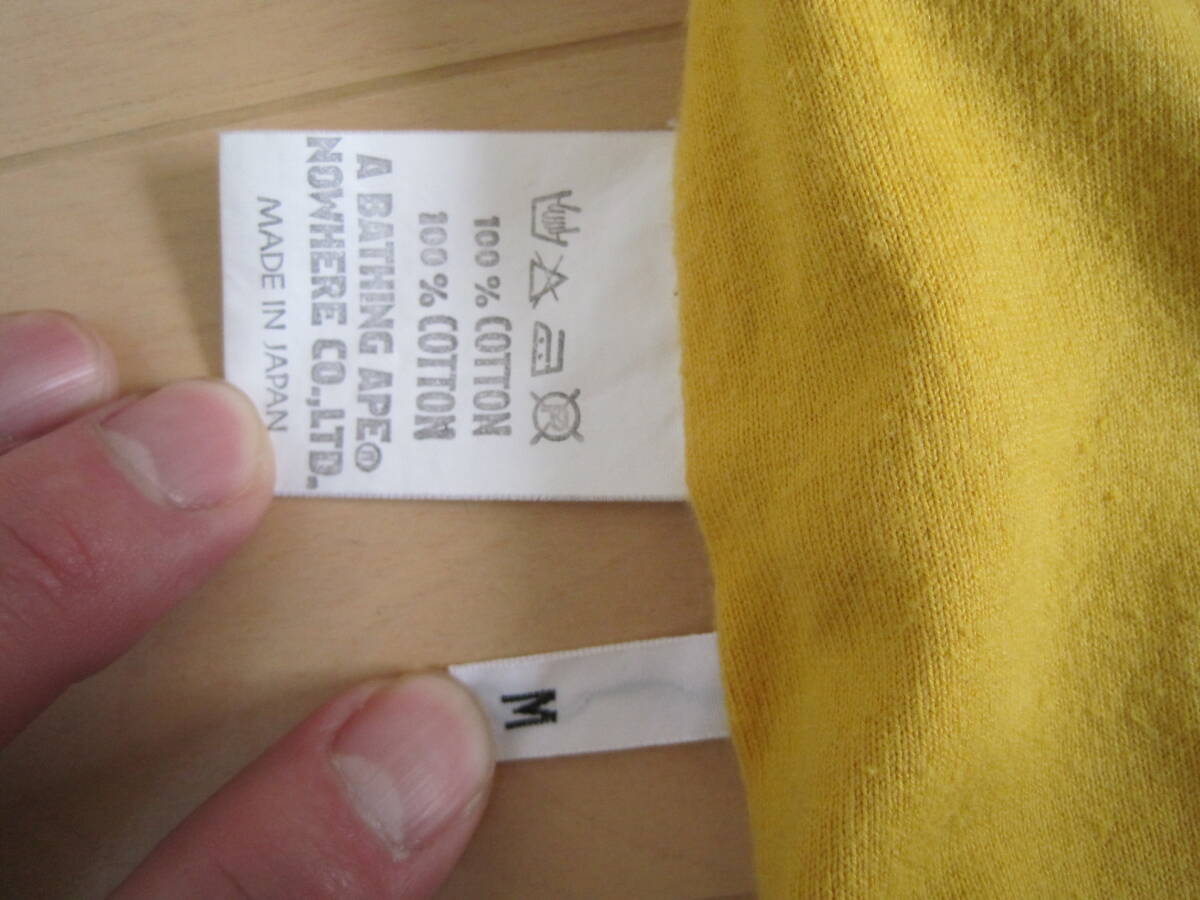 100% COTTON
100% COTTON
A BATHING APE®
NOWHERE CO.,LTD.
MADE IN JAPAN
M